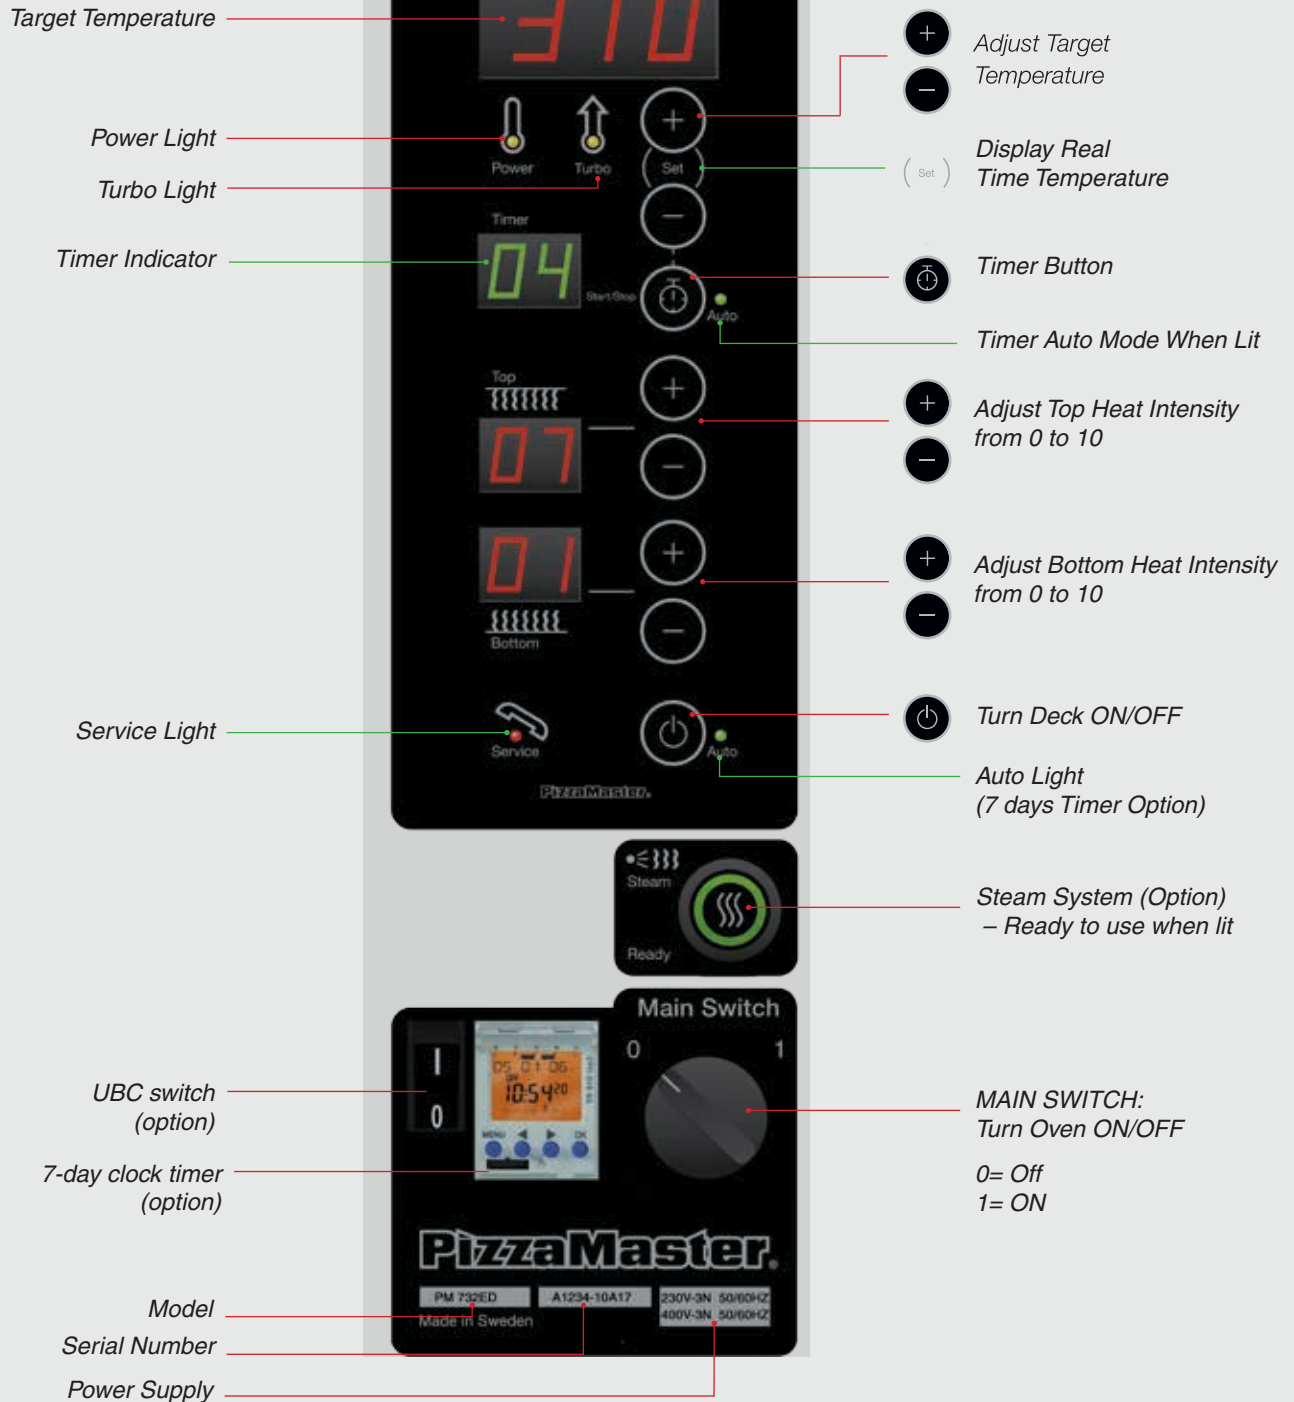 Target Temperature
310
Adjust Target
Temperature
Power Light
Power
Turbo
Set
Set
Display Real
Time Temperature
Turbo Light
Timer
Timer Indicator
04
Start/Stop
Auto
Timer Button
Timer Auto Mode When Lit
Top
07
Adjust Top Heat Intensity
from 0 to 10
01
Bottom
Adjust Bottom Heat Intensity
from 0 to 10
Service Light
Service
Auto
Turn Deck ON/OFF
Auto Light
(7 days Timer Option)
PizzaMaster®
Steam
Ready
Steam System (Option)
– Ready to use when lit
Main Switch
0 1
I
0
05 01 06
OFF
10:54 20
MENU OK
UBC switch
(option)
7-day clock timer
(option)
MAIN SWITCH:
Turn Oven ON/OFF
0= Off
1= ON
PizzaMaster®
PM 732ED
A1234-10A17
230V-3N 50/60HZ
400V-3N 50/60HZ
Made in Sweden
Model
Serial Number
Power Supply